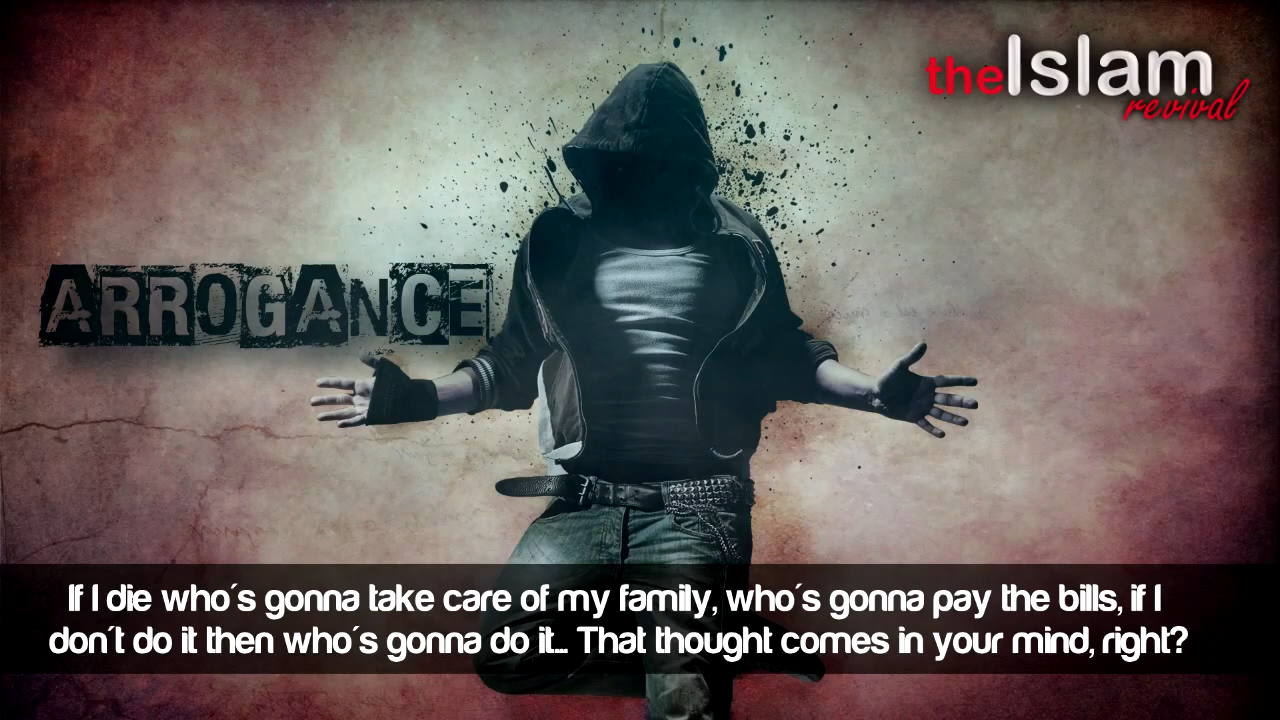 theIslam
revival
ARROGANCE
If I die who´s gonna take care of my family, who´s gonna pay the bills, if I
don´t do it then who´s gonna do it... That thought comes in your mind, right?